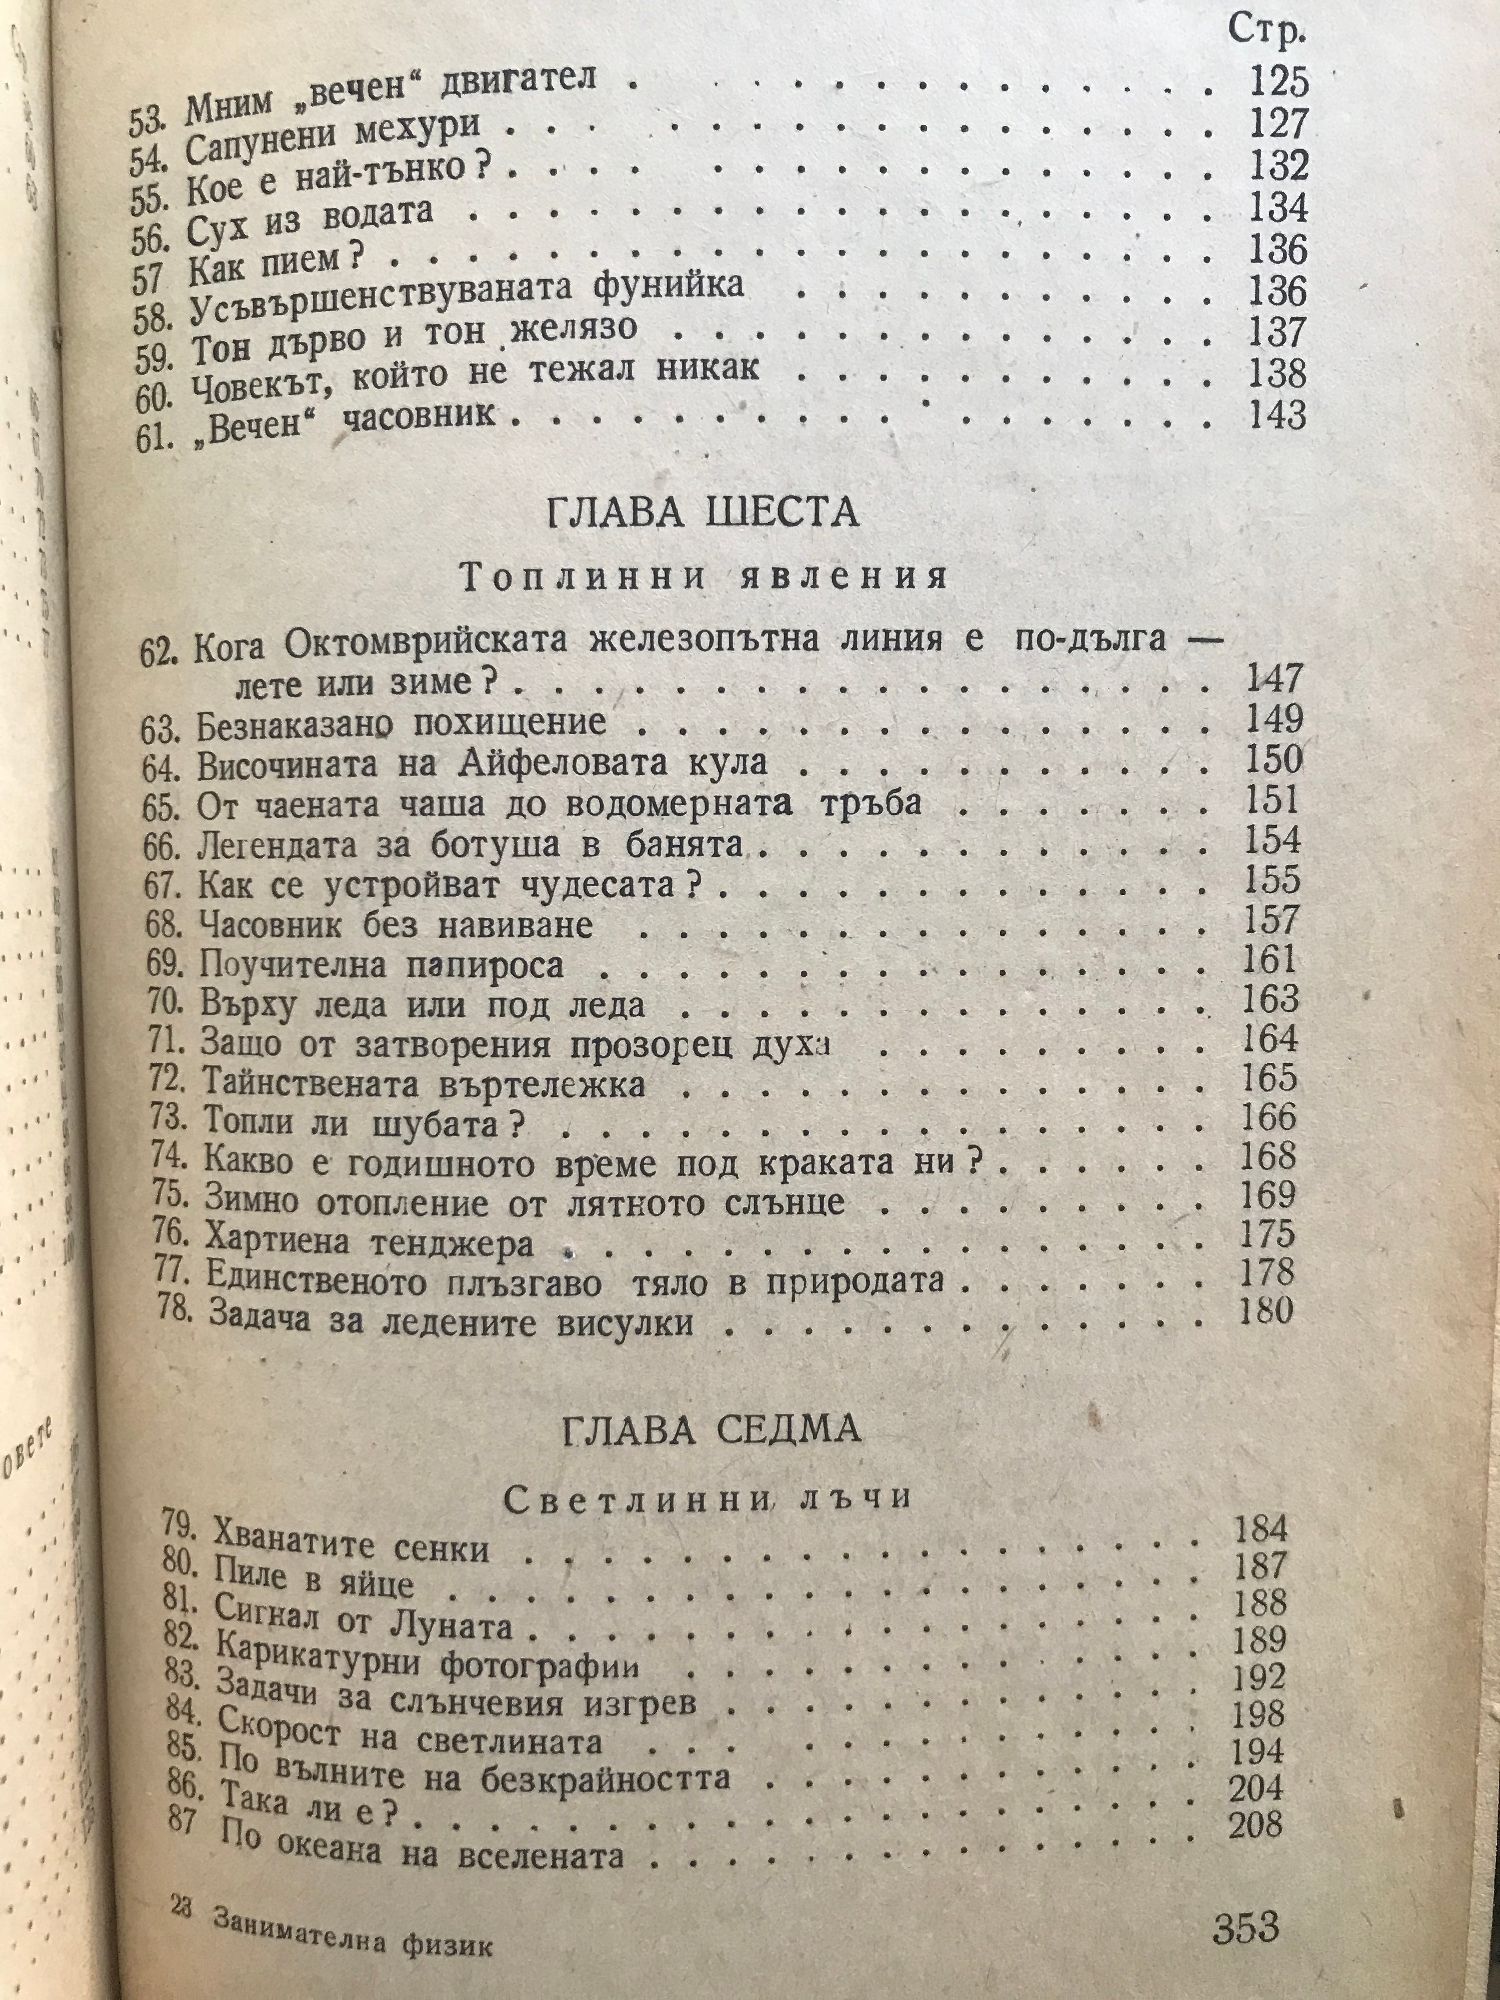 Стр.
53. Мним „вечен“ двигател . . . . . . . . . . . . . 125
54. Сапунени мехури . . . . . . . . . . . . . . . . . 127
55. Кое е най-тънко? . . . . . . . . . . . . . . . . . 132
56. Сух из водата . . . . . . . . . . . . . . . . . . . 134
57 Как пием? . . . . . . . . . . . . . . . . . . . . . 136
58. Усъвършенствуваната фунийка . . . . . . . . . . . 136
59. Тон дърво и тон желязо . . . . . . . . . . . . . . 137
60. Човекът, който не тежал никак . . . . . . . . . . . 138
61. „Вечен“ часовник . . . . . . . . . . . . . . . . . 143
ГЛАВА ШЕСТА
Топлинни явления
62. Кога Октомврийската железопътна линия е по-дълга —
лете или зиме? . . . . . . . . . . . . . . . . . . 147
63. Безнаказано похищение . . . . . . . . . . . . . . . 149
64. Височината на Айфеловата кула . . . . . . . . . . . 150
65. От чаената чаша до водомерната тръба . . . . . . . 151
66. Легендата за ботуша в банята . . . . . . . . . . . . 154
67. Как се устройват чудесата? . . . . . . . . . . . . . 155
68. Часовник без навиване . . . . . . . . . . . . . . . 157
69. Поучителна папироса . . . . . . . . . . . . . . . . 161
70. Върху леда или под леда . . . . . . . . . . . . . . 163
71. Защо от затворения прозорец духа . . . . . . . . . 164
72. Тайнствената въртележка . . . . . . . . . . . . . . 165
73. Топли ли шубата? . . . . . . . . . . . . . . . . . 166
74. Какво е годишното време под краката ни? . . . . . . 168
75. Зимно отопление от лятното слънце . . . . . . . . . 169
76. Хартиена тенджера . . . . . . . . . . . . . . . . . 175
77. Единственото плъзгаво тяло в природата . . . . . . . 178
78. Задача за ледените висулки . . . . . . . . . . . . . 180
ГЛАВА СЕДМА
Светлинни лъчи
79. Хванатите сенки . . . . . . . . . . . . . . . . . . 184
80. Пиле в яйце . . . . . . . . . . . . . . . . . . . . 187
81. Сигнал от Луната . . . . . . . . . . . . . . . . . . 188
82. Карикатурни фотографии . . . . . . . . . . . . . . 189
83. Задачи за слънчевия изгрев . . . . . . . . . . . . . 192
84. Скорост на светлината . . . . . . . . . . . . . . 198
85. По вълните на безкрайността . . . . . . . . . . . 194
86. Така ли е? . . . . . . . . . . . . . . . . . . . . 204
87 По океана на вселената . . . . . . . . . . . . . . 208
23 Занимателна физик
353
овете